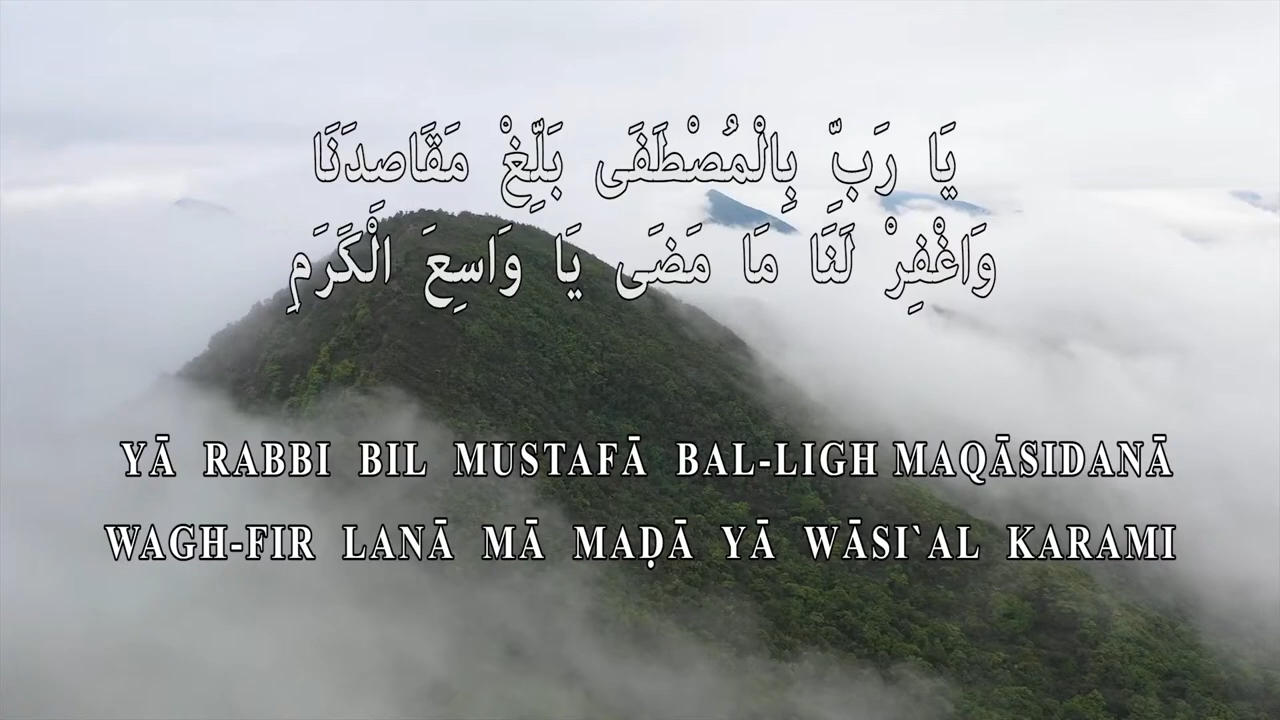 يَا رَبِّ بِالْمُصْطَفَى بَلِّغْ مَقَاصِدَنَا
وَاغْفِرْ لَنَا مَا مَضَى يَا وَاسِعَ الْكَرَمِ
YĀ RABBI BIL MUSTAFĀ BAL-LIGH MAQĀSIDANĀ
WAGH-FIR LANĀ MĀ MAḌĀ YĀ WĀSI`AL KARAMI